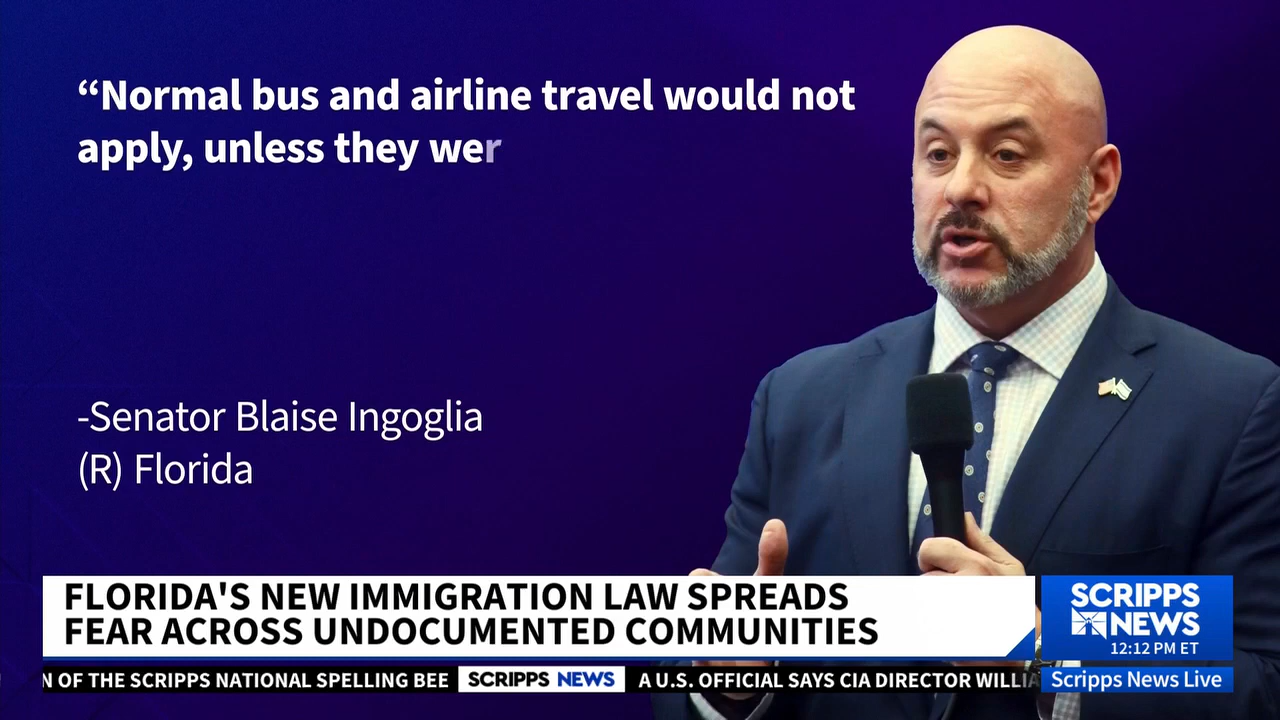 “Normal bus and airline travel would not
apply, unless they wer
-Senator Blaise Ingoglia
(R) Florida
FLORIDA'S NEW IMMIGRATION LAW SPREADS
FEAR ACROSS UNDOCUMENTED COMMUNITIES
SCRIPPS
NEWS
12:12 PM ET
N OF THE SCRIPPS NATIONAL SPELLING BEE SCRIPPS NEWS A U.S. OFFICIAL SAYS CIA DIRECTOR WILLIA
Scripps News Live